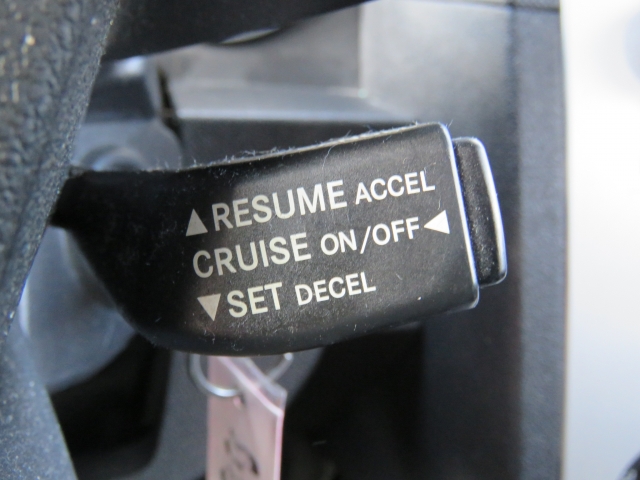 ▲RESUME ACCEL
CRUISE ON/OFF◀
▼SET DECEL